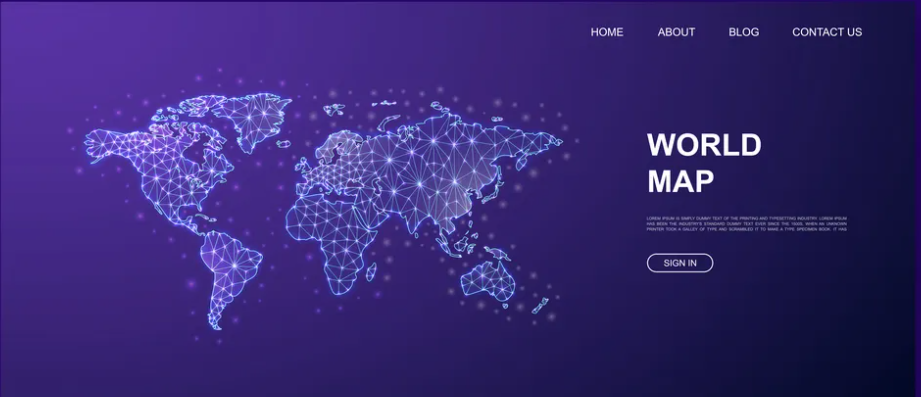 HOME ABOUT BLOG CONTACT US
WORLD
MAP
LOREM IPSUM IS SIMPLY DUMMY TEXT OF THE PRINTING AND TYPESETTING INDUSTRY. LOREM IPSUM
HAS BEEN THE INDUSTRY'S STANDARD DUMMY TEXT EVER SINCE THE 1500S, WHEN AN UNKNOWN
PRINTER TOOK A GALLEY OF TYPE AND SCRAMBLED IT TO MAKE A TYPE SPECIMEN BOOK. IT HAS
SIGN IN